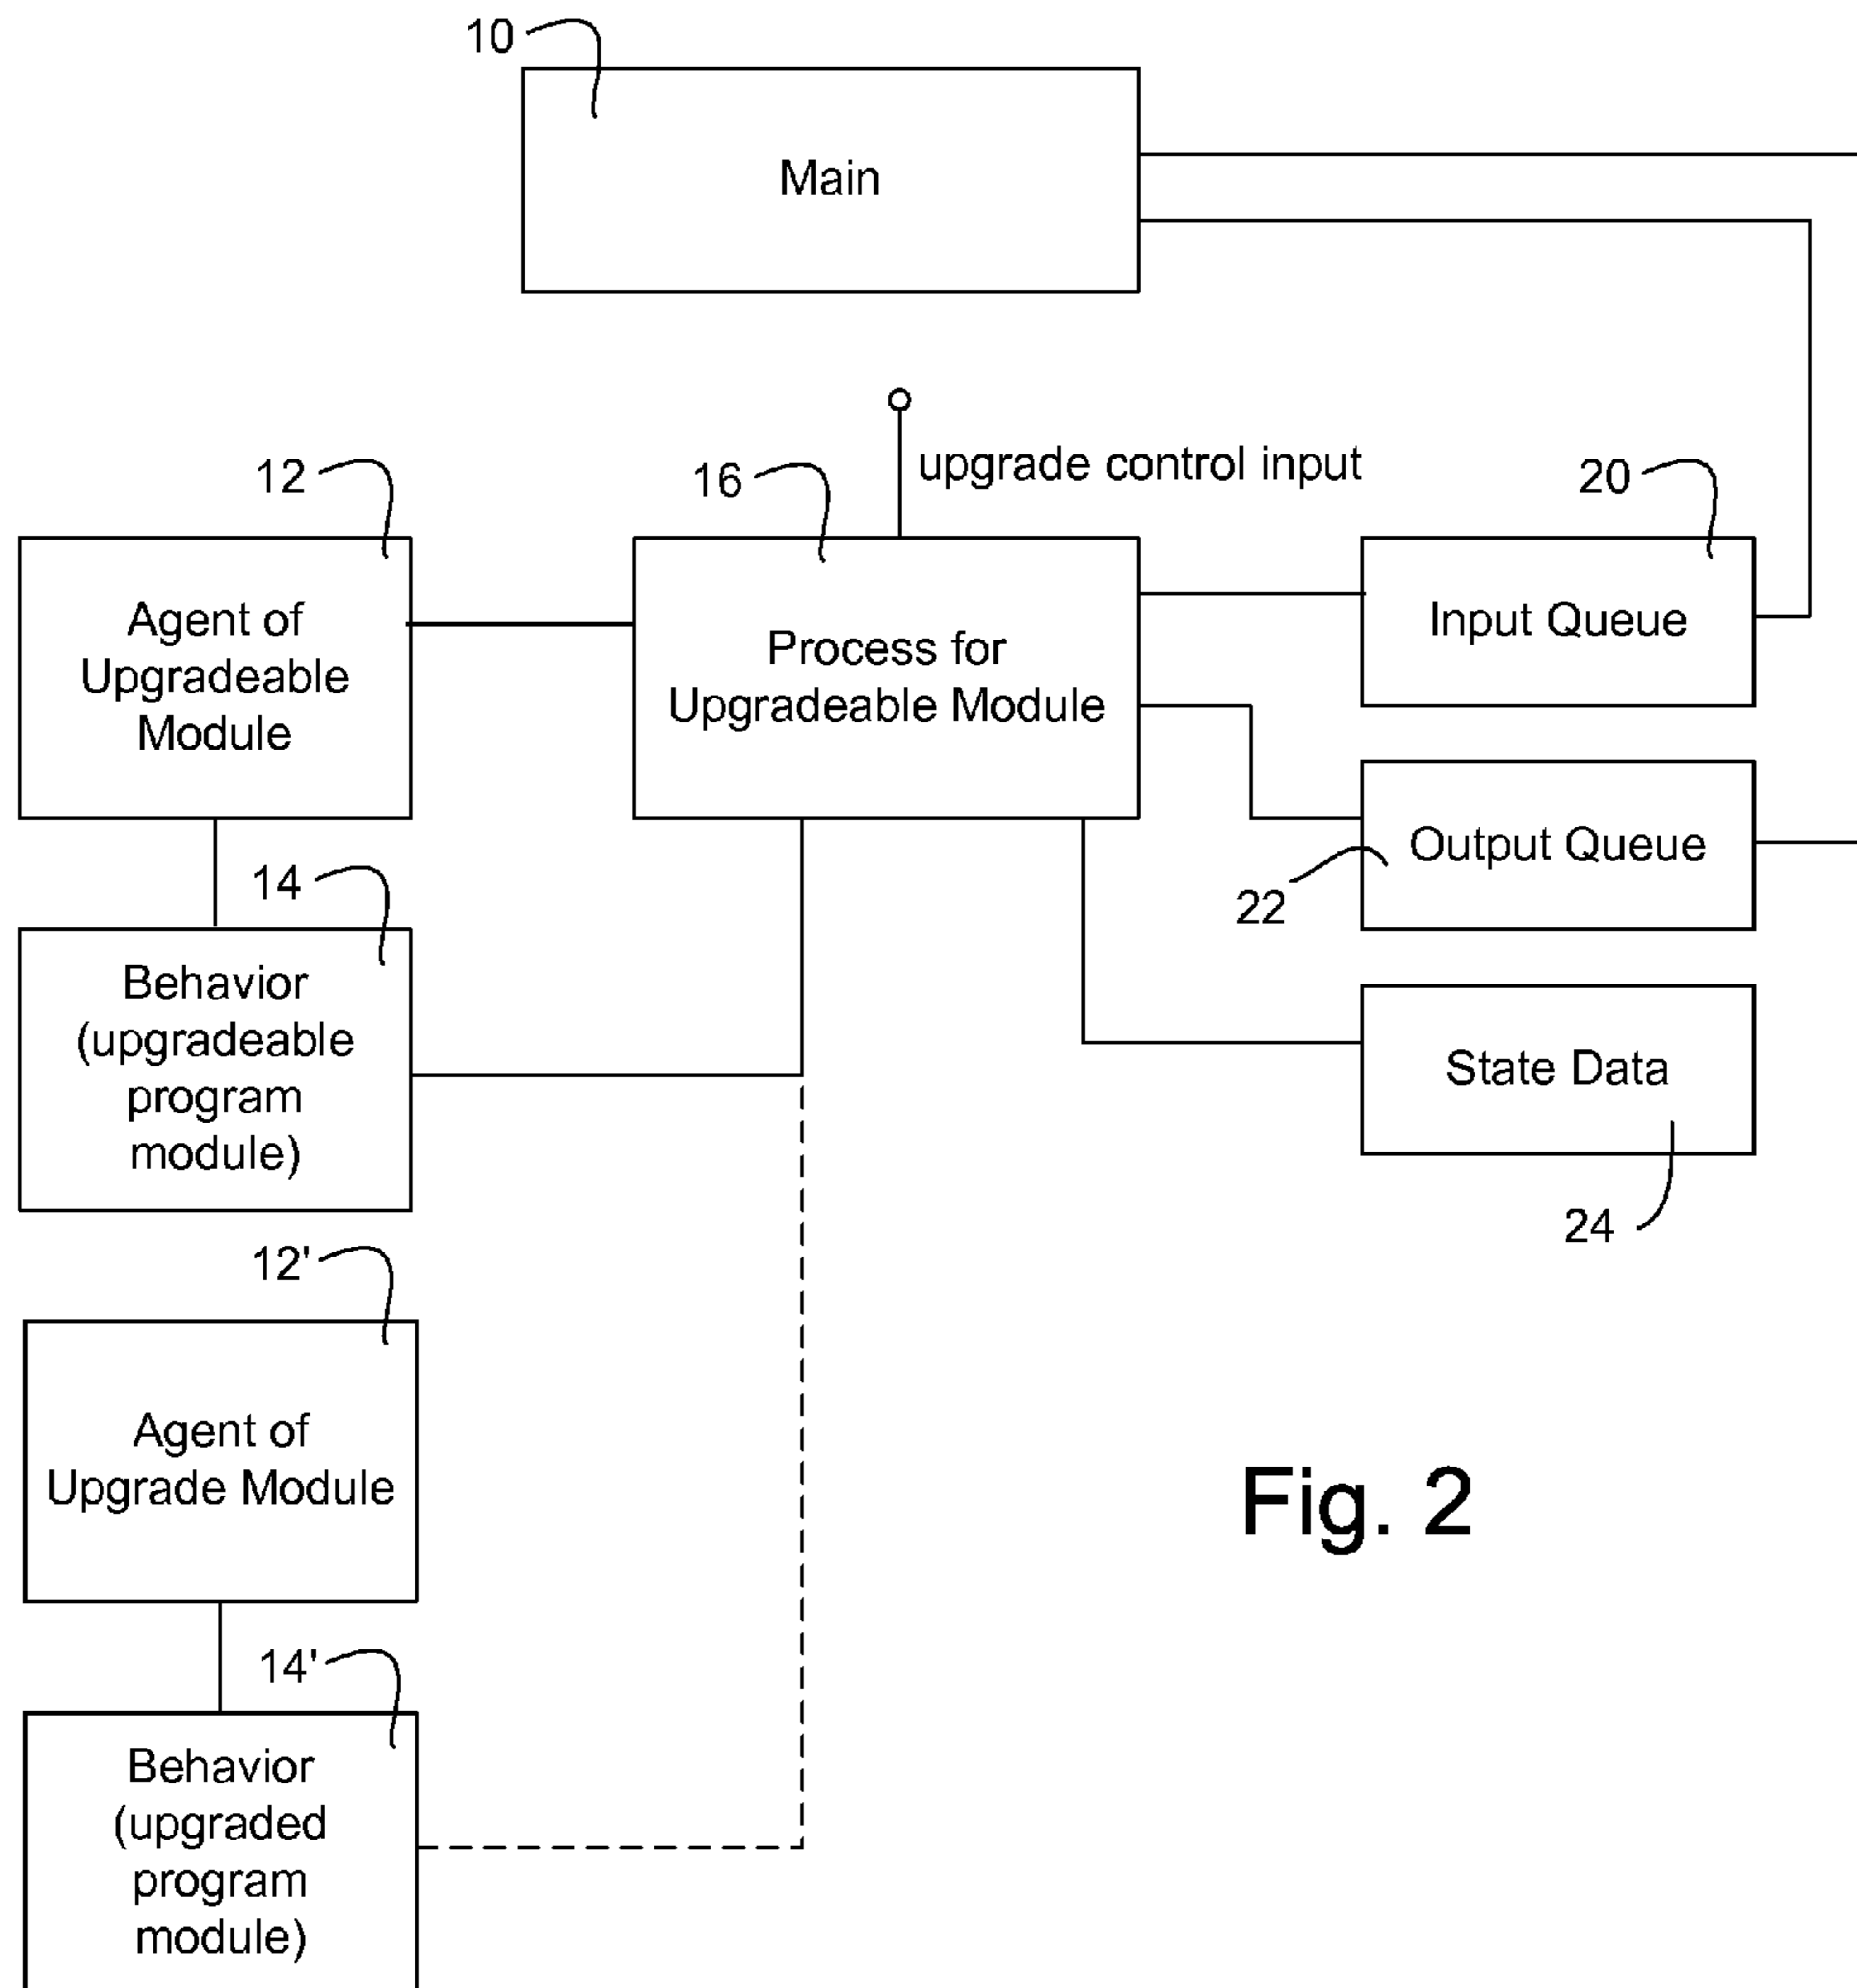 10
Main
upgrade control input
12
16
20
Agent of
Upgradeable
Module
Process for
Upgradeable Module
Input Queue
Output Queue
22
14
Behavior
(upgradeable
program
module)
State Data
24
12'
Agent of
Upgrade Module
Fig. 2
14'
Behavior
(upgraded
program
module)